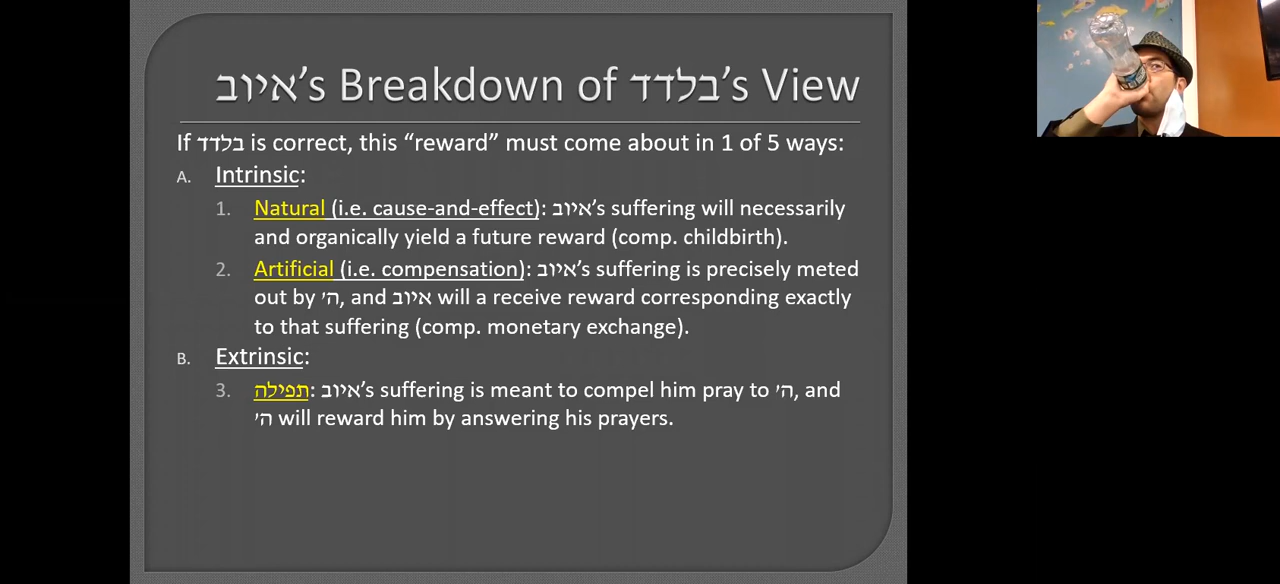 איוב’s Breakdown of בלדד’s View
If בלדד is correct, this “reward” must come about in 1 of 5 ways:
A. Intrinsic:
1. Natural (i.e. cause-and-effect): איוב’s suffering will necessarily
and organically yield a future reward (comp. childbirth).
2. Artificial (i.e. compensation): איוב’s suffering is precisely meted
out by ה׳, and איוב will a receive reward corresponding exactly
to that suffering (comp. monetary exchange).
B. Extrinsic:
3. תפילה: איוב’s suffering is meant to compel him pray to ה׳, and
ה׳ will reward him by answering his prayers.